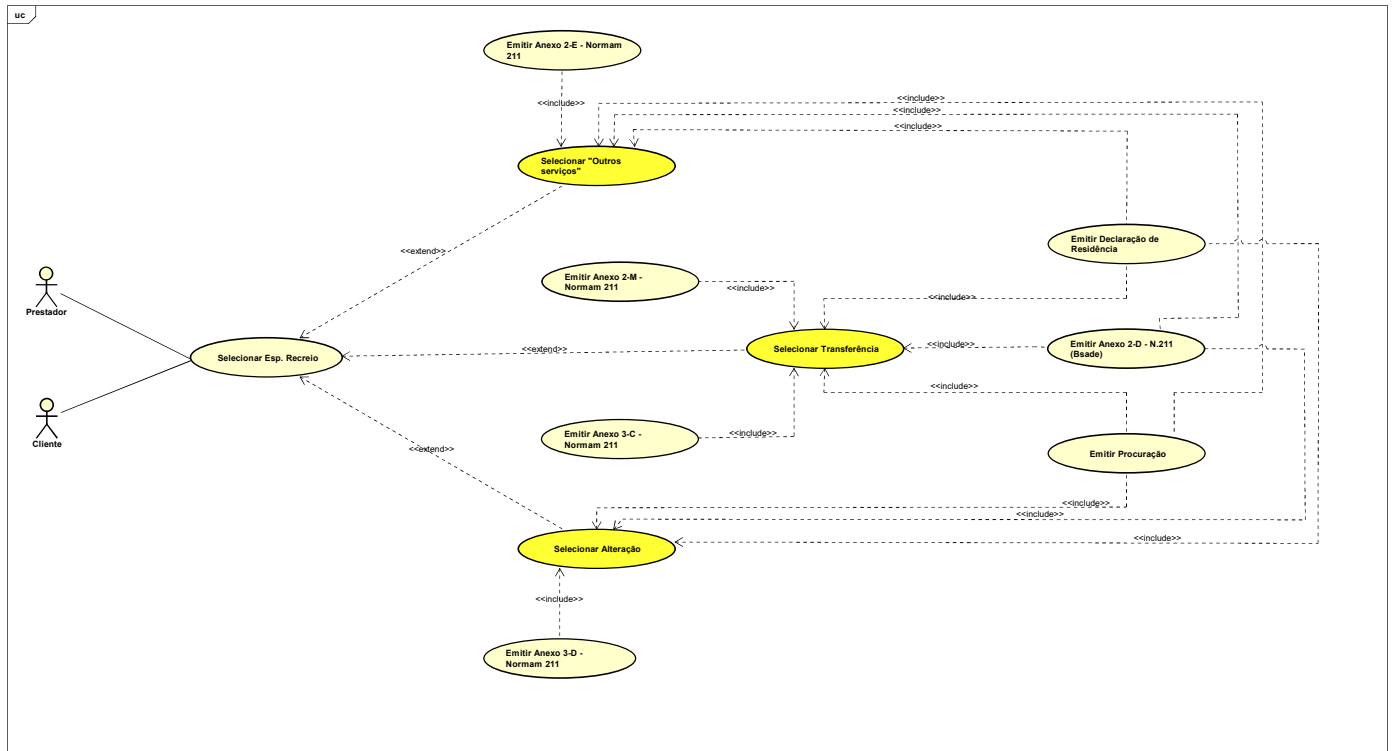 uc
Emitir Anexo 2-E - Normam
211
<<include>>
<<include>>
<<include>>
<<include>>
Selecionar "Outros
serviços"
<<extend>>
Emitir Declaração de
Residência
Emitir Anexo 2-M -
Normam 211
<<include>>
<<include>>
Prestador
Selecionar Esp. Recreio
<<extend>>
Selecionar Transferência
<<include>>
Emitir Anexo 2-D - N.211
(Bsade)
<<include>>
Cliente
Emitir Anexo 3-C -
Normam 211
<<include>>
<<extend>>
Emitir Procuração
<<include>>
<<include>>
<<include>>
Selecionar Alteração
<<include>>
Emitir Anexo 3-D -
Normam 211